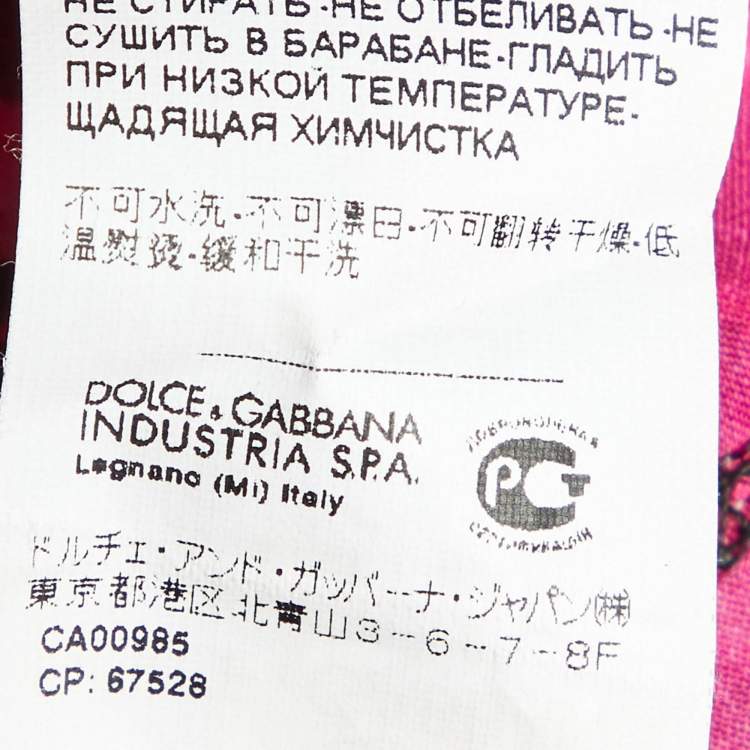 НЕ СТИРАТЬ-НЕ ОТБЕЛИВАТЬ-НЕ
СУШИТЬ В БАРАБАНЕ-ГЛАДИТЬ
ПРИ НИЗКОЙ ТЕМПЕРАТУРЕ-
ЩАДЯЩАЯ ХИМЧИСТКА
不可水洗-不可漂白-不可翻转干燥-低
温熨烫-缓和干洗
DOLCE & GABBANA
INDUSTRIA S.P.A.
Legnano (MI) Italy
ДОБРОВОЛЬНАЯ
РСТ
СЕРТИФИКАЦИЯ
ドルチェ・アンド・ガッバーナ・ジャパン(株)
東京都港区北青山3-6-7-8F
CA00985
CP: 67528